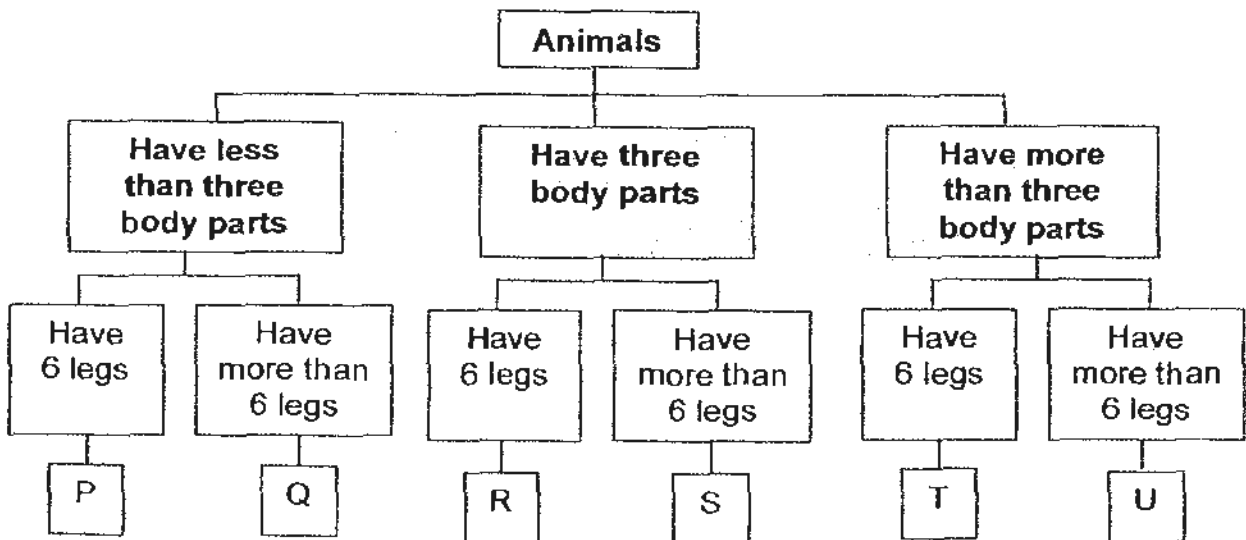 Animals
Have less
than three
body parts
Have three
body parts
Have more
than three
body parts
Have
6 legs
Have
more than
6 legs
Have
6 legs
Have
more than
6 legs
Have
6 legs
Have
more than
6 legs
P
Q
R
S
T
U